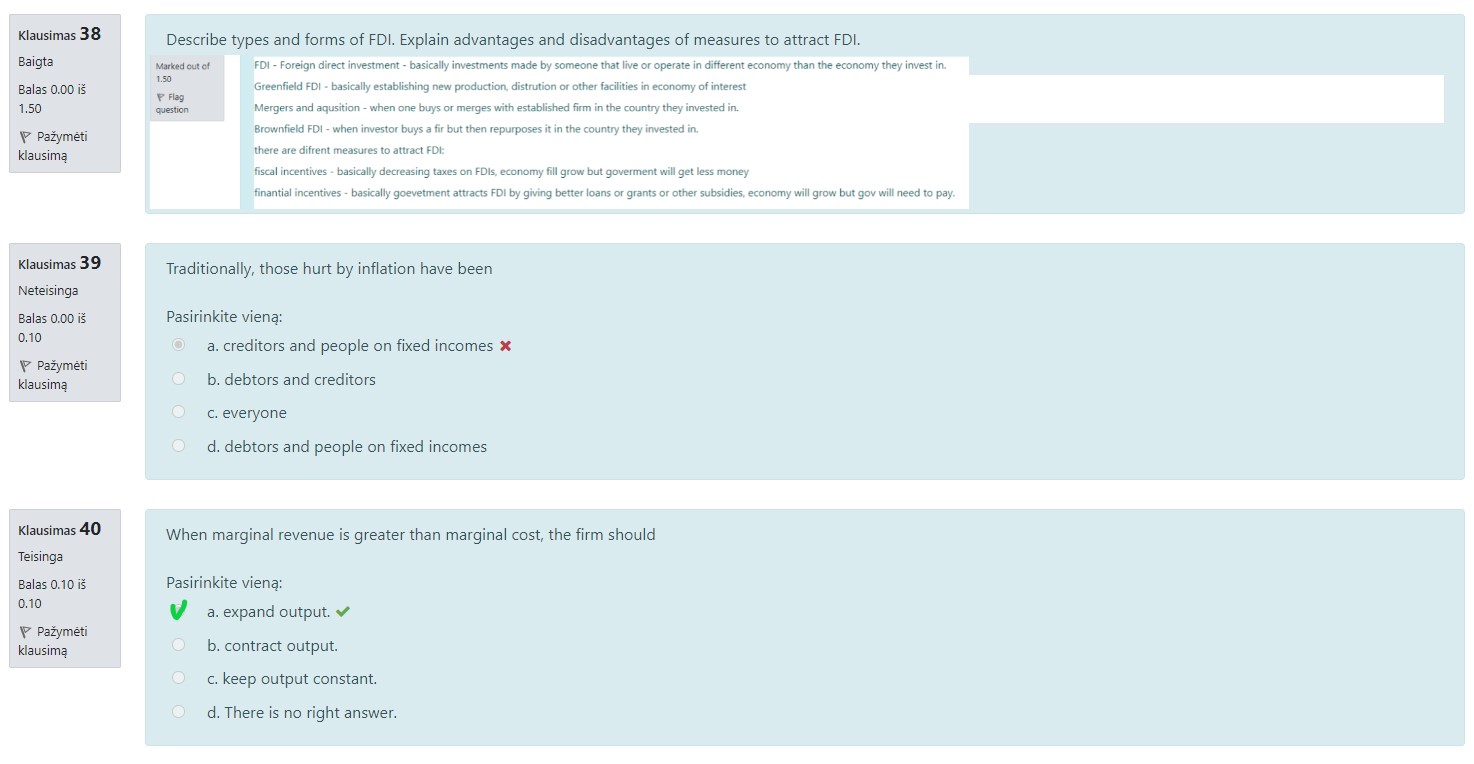 Klausimas 38
Baigta
Balas 0.00 iš
1.50
Pažymėti
klausimą
Describe types and forms of FDI. Explain advantages and disadvantages of measures to attract FDI.
Marked out of
1.50
Flag
question
FDI - Foreign direct investment - basically investments made by someone that live or operate in different economy than the economy they invest in.
Greenfield FDI - basically establishing new production, distrution or other facilities in economy of interest
Mergers and aqusition - when one buys or merges with established firm in the country they invested in.
Brownfield FDI - when investor buys a fir but then repurposes it in the country they invested in.
there are difrent measures to attract FDI:
fiscal incentives - basically decreasing taxes on FDIs, economy fill grow but goverment will get less money
finantial incentives - basically goevetment attracts FDI by giving better loans or grants or other subsidies, economy will grow but gov will need to pay.
Klausimas 39
Neteisinga
Balas 0.00 iš
0.10
Pažymėti
klausimą
Traditionally, those hurt by inflation have been
Pasirinkite vieną:
a. creditors and people on fixed incomes
b. debtors and creditors
c. everyone
d. debtors and people on fixed incomes
Klausimas 40
Teisinga
Balas 0.10 iš
0.10
Pažymėti
klausimą
When marginal revenue is greater than marginal cost, the firm should
Pasirinkite vieną:
a. expand output.
b. contract output.
c. keep output constant.
d. There is no right answer.